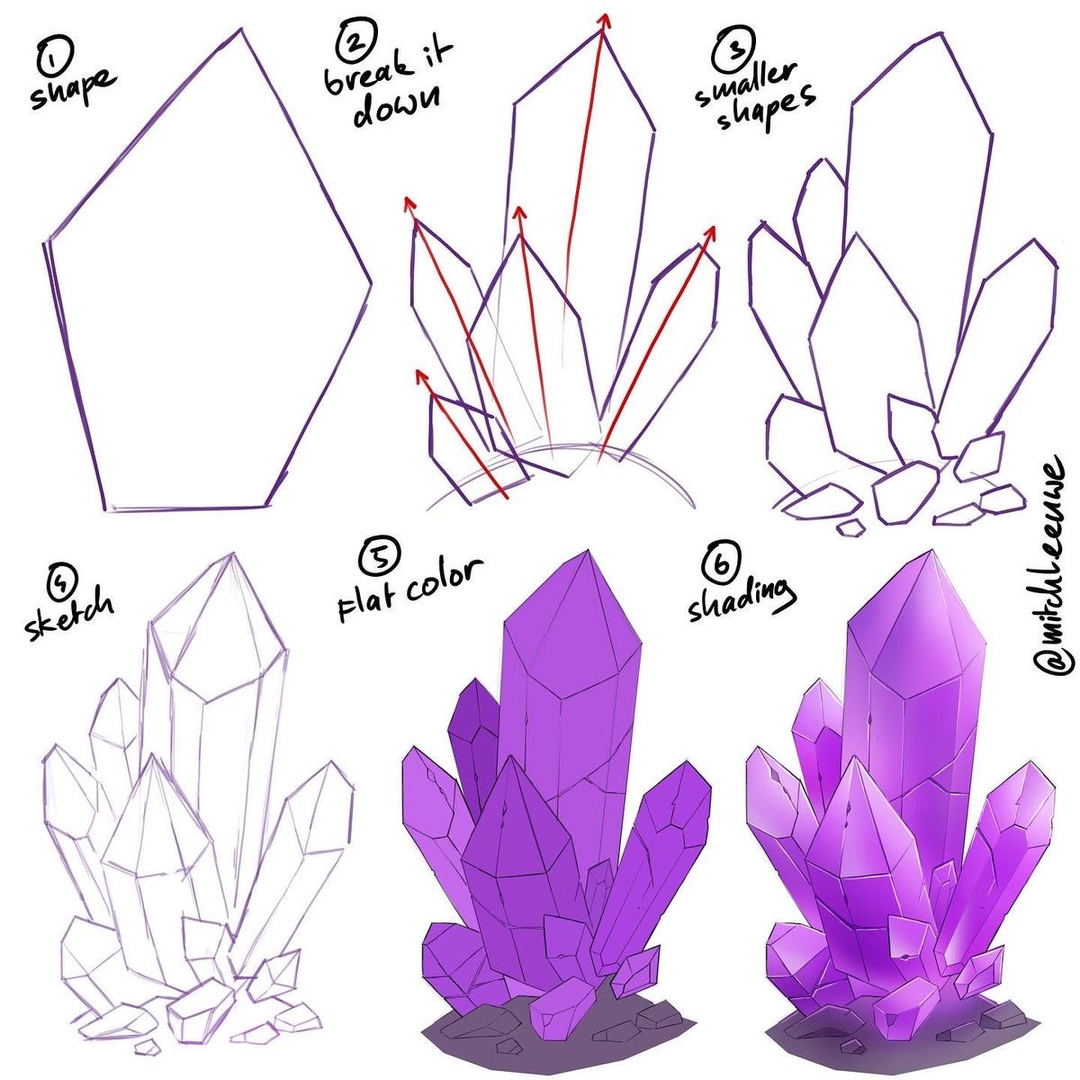 1
shape
2
break it
down
3
smaller
shapes
4
sketch
5
Flat color
6
shading
@mitchleeuwe